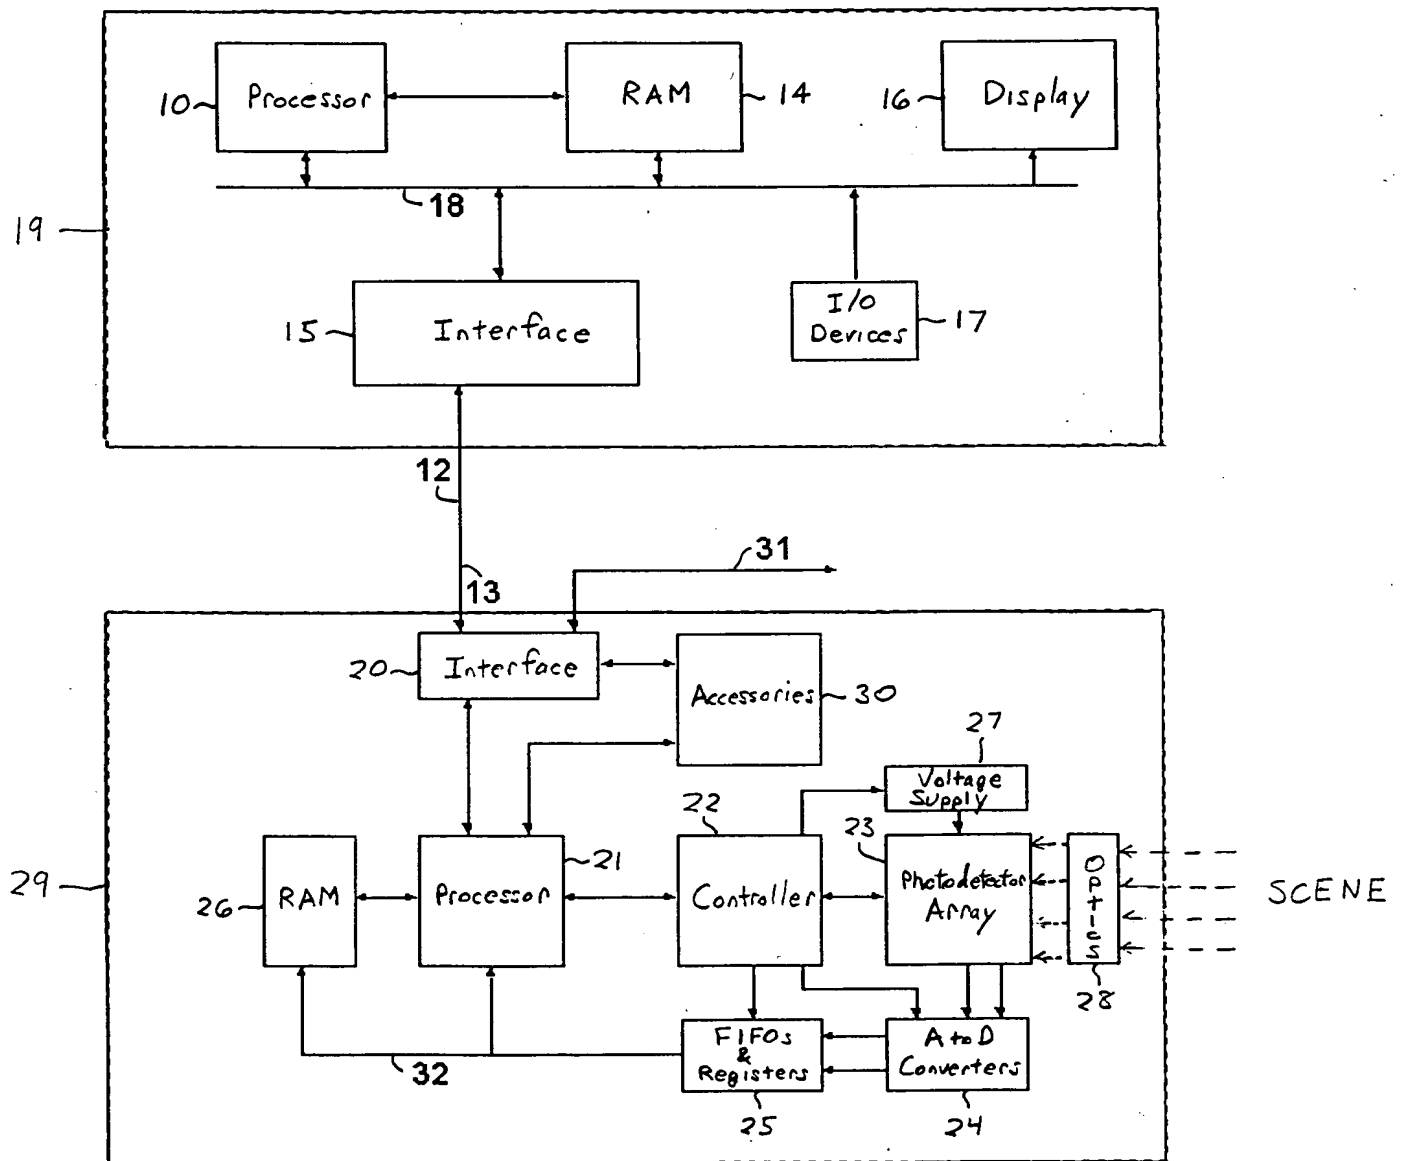 10
Processor
RAM
14
16
Display
18
19
15
Interface
I/O
Devices
17
12
31
13
20
Interface
Accessories
30
27
Voltage
Supply
22
23
21
29
26
RAM
Processor
Controller
Photodetector
Array
Optics
SCENE
28
FIFOs
&
Registers
A to D
Converters
32
25
24